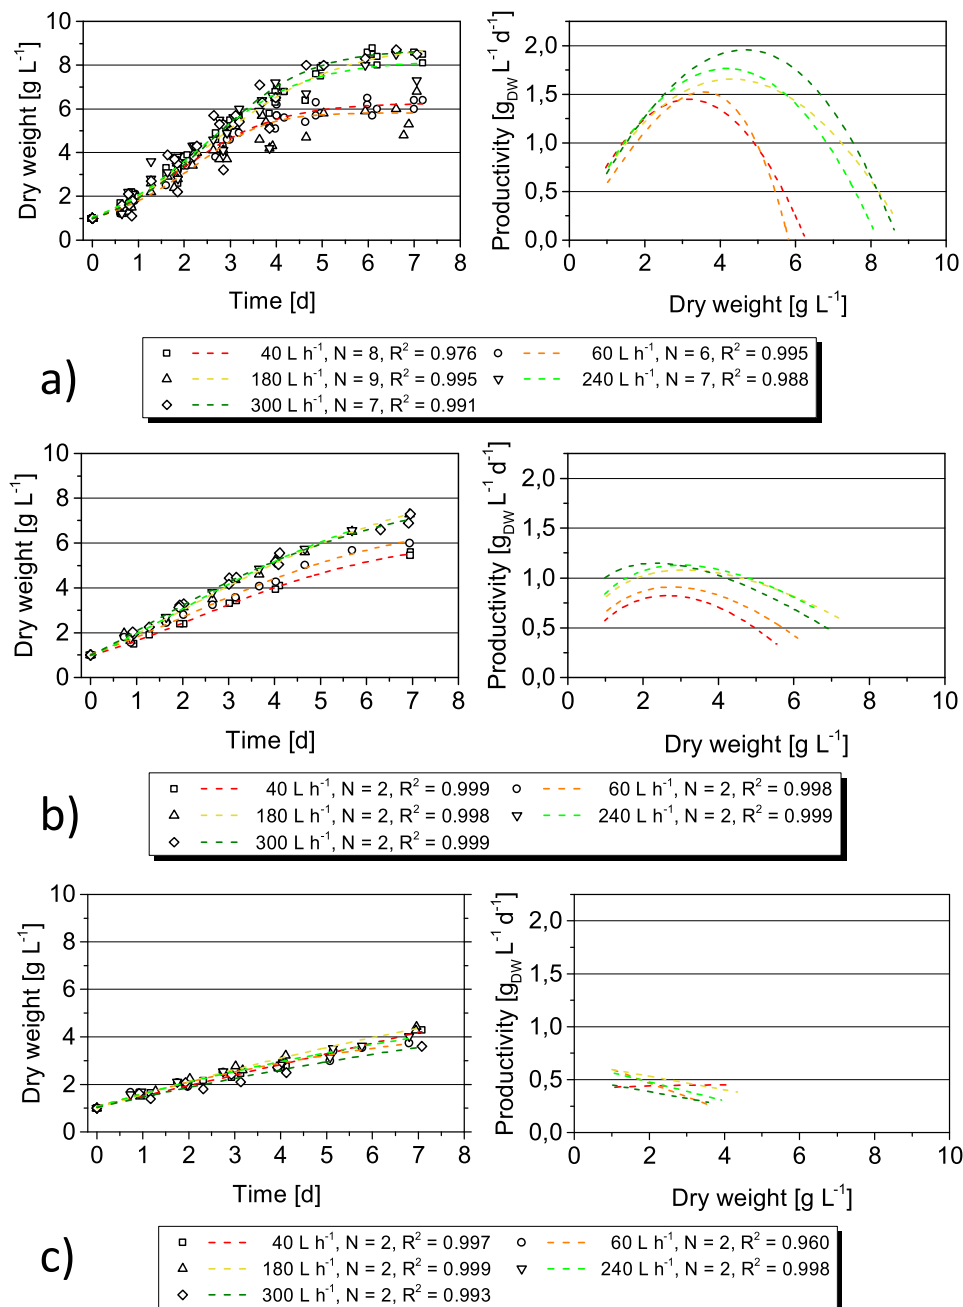 10
8
6
4
2
0
Dry weight [g L⁻¹]
0 1 2 3 4 5 6 7 8
Time [d]
2,0
1,5
1,0
0,5
0,0
Productivity [gDW L⁻¹ d⁻¹]
0 2 4 6 8 10
Dry weight [g L⁻¹]
a)
40 L h⁻¹, N = 8, R² = 0.976
60 L h⁻¹, N = 6, R² = 0.995
180 L h⁻¹, N = 9, R² = 0.995
240 L h⁻¹, N = 7, R² = 0.988
300 L h⁻¹, N = 7, R² = 0.991
10
8
6
4
2
0
Dry weight [g L⁻¹]
0 1 2 3 4 5 6 7 8
Time [d]
2,0
1,5
1,0
0,5
0,0
Productivity [gDW L⁻¹ d⁻¹]
0 2 4 6 8 10
Dry weight [g L⁻¹]
b)
40 L h⁻¹, N = 2, R² = 0.999
60 L h⁻¹, N = 2, R² = 0.998
180 L h⁻¹, N = 2, R² = 0.998
240 L h⁻¹, N = 2, R² = 0.999
300 L h⁻¹, N = 2, R² = 0.999
10
8
6
4
2
0
Dry weight [g L⁻¹]
0 1 2 3 4 5 6 7 8
Time [d]
2,0
1,5
1,0
0,5
0,0
Productivity [gDW L⁻¹ d⁻¹]
0 2 4 6 8 10
Dry weight [g L⁻¹]
c)
40 L h⁻¹, N = 2, R² = 0.997
60 L h⁻¹, N = 2, R² = 0.960
180 L h⁻¹, N = 2, R² = 0.999
240 L h⁻¹, N = 2, R² = 0.998
300 L h⁻¹, N = 2, R² = 0.993